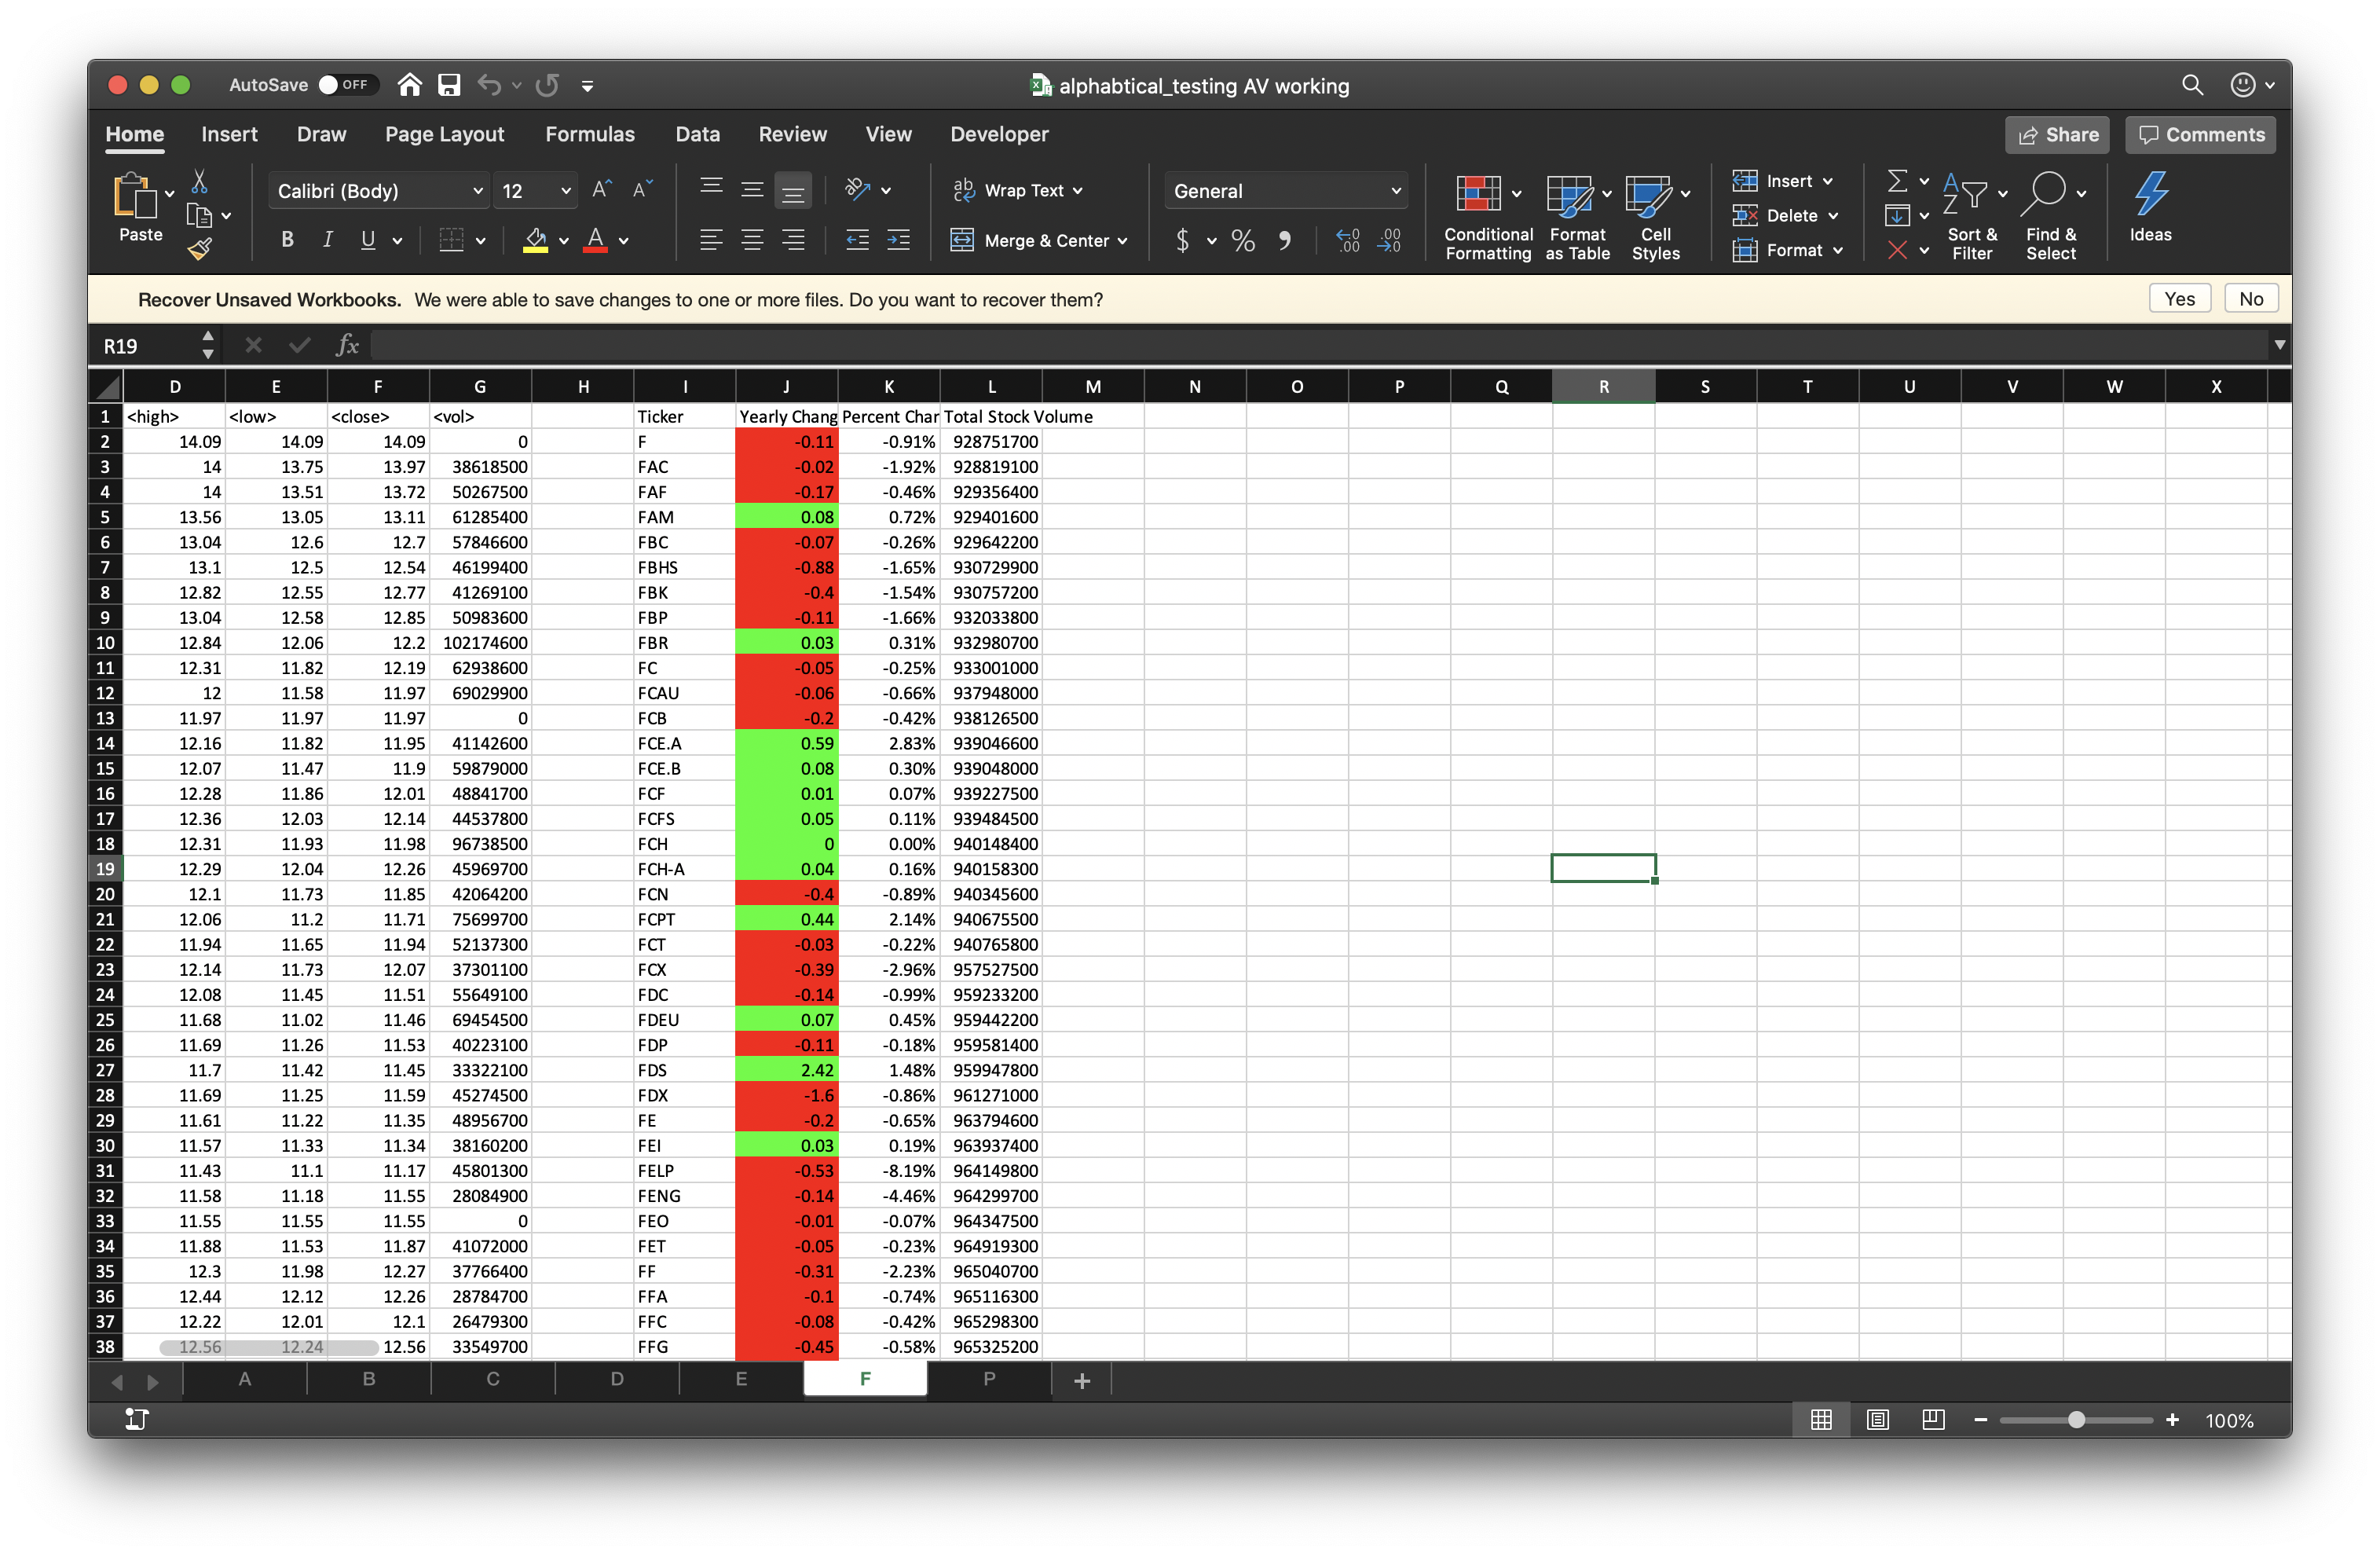 AutoSave OFF alphabtical_testing AV working
Home Insert Draw Page Layout Formulas Data Review View Developer Share Comments
Paste Calibri (Body) 12 Wrap Text General Insert
B I U Merge & Center $ % Conditional Formatting Format as Table Cell Styles Delete Format Sort & Filter Find & Select Ideas
Recover Unsaved Workbooks. We were able to save changes to one or more files. Do you want to recover them? Yes No
R19 fx
D E F G H I J K L M N O P Q R S T U V W X
1 <high> <low> <close> <vol> Ticker Yearly Chang Percent Char Total Stock Volume
2 14.09 14.09 14.09 0 F -0.11 -0.91% 928751700
3 14 13.75 13.97 38618500 FAC -0.02 -1.92% 928819100
4 14 13.51 13.72 50267500 FAF -0.17 -0.46% 929356400
5 13.56 13.05 13.11 61285400 FAM 0.08 0.72% 929401600
6 13.04 12.6 12.7 57846600 FBC -0.07 -0.26% 929642200
7 13.1 12.5 12.54 46199400 FBHS -0.88 -1.65% 930729900
8 12.82 12.55 12.77 41269100 FBK -0.4 -1.54% 930757200
9 13.04 12.58 12.85 50983600 FBP -0.11 -1.66% 932033800
10 12.84 12.06 12.2 102174600 FBR 0.03 0.31% 932980700
11 12.31 11.82 12.19 62938600 FC -0.05 -0.25% 933001000
12 12 11.58 11.97 69029900 FCAU -0.06 -0.66% 937948000
13 11.97 11.97 11.97 0 FCB -0.2 -0.42% 938126500
14 12.16 11.82 11.95 41142600 FCE.A 0.59 2.83% 939046600
15 12.07 11.47 11.9 59879000 FCE.B 0.08 0.30% 939048000
16 12.28 11.86 12.01 48841700 FCF 0.01 0.07% 939227500
17 12.36 12.03 12.14 44537800 FCFS 0.05 0.11% 939484500
18 12.31 11.93 11.98 96738500 FCH 0 0.00% 940148400
19 12.29 12.04 12.26 45969700 FCH-A 0.04 0.16% 940158300
20 12.1 11.73 11.85 42064200 FCN -0.4 -0.89% 940345600
21 12.06 11.2 11.71 75699700 FCPT 0.44 2.14% 940675500
22 11.94 11.65 11.94 52137300 FCT -0.03 -0.22% 940765800
23 12.14 11.73 12.07 37301100 FCX -0.39 -2.96% 957527500
24 12.08 11.45 11.51 55649100 FDC -0.14 -0.99% 959233200
25 11.68 11.02 11.46 69454500 FDEU 0.07 0.45% 959442200
26 11.69 11.26 11.53 40223100 FDP -0.11 -0.18% 959581400
27 11.7 11.42 11.45 33322100 FDS 2.42 1.48% 959947800
28 11.69 11.25 11.59 45274500 FDX -1.6 -0.86% 961271000
29 11.61 11.22 11.35 48956700 FE -0.2 -0.65% 963794600
30 11.57 11.33 11.34 38160200 FEI 0.03 0.19% 963937400
31 11.43 11.1 11.17 45801300 FELP -0.53 -8.19% 964149800
32 11.58 11.18 11.55 28084900 FENG -0.14 -4.46% 964299700
33 11.55 11.55 11.55 0 FEO -0.01 -0.07% 964347500
34 11.88 11.53 11.87 41072000 FET -0.05 -0.23% 964919300
35 12.3 11.98 12.27 37766400 FF -0.31 -2.23% 965040700
36 12.44 12.12 12.26 28784700 FFA -0.1 -0.74% 965116300
37 12.22 12.01 12.1 26479300 FFC -0.08 -0.42% 965298300
38 12.56 12.24 12.56 33549700 FFG -0.45 -0.58% 965325200
A B C D E F P +
100%